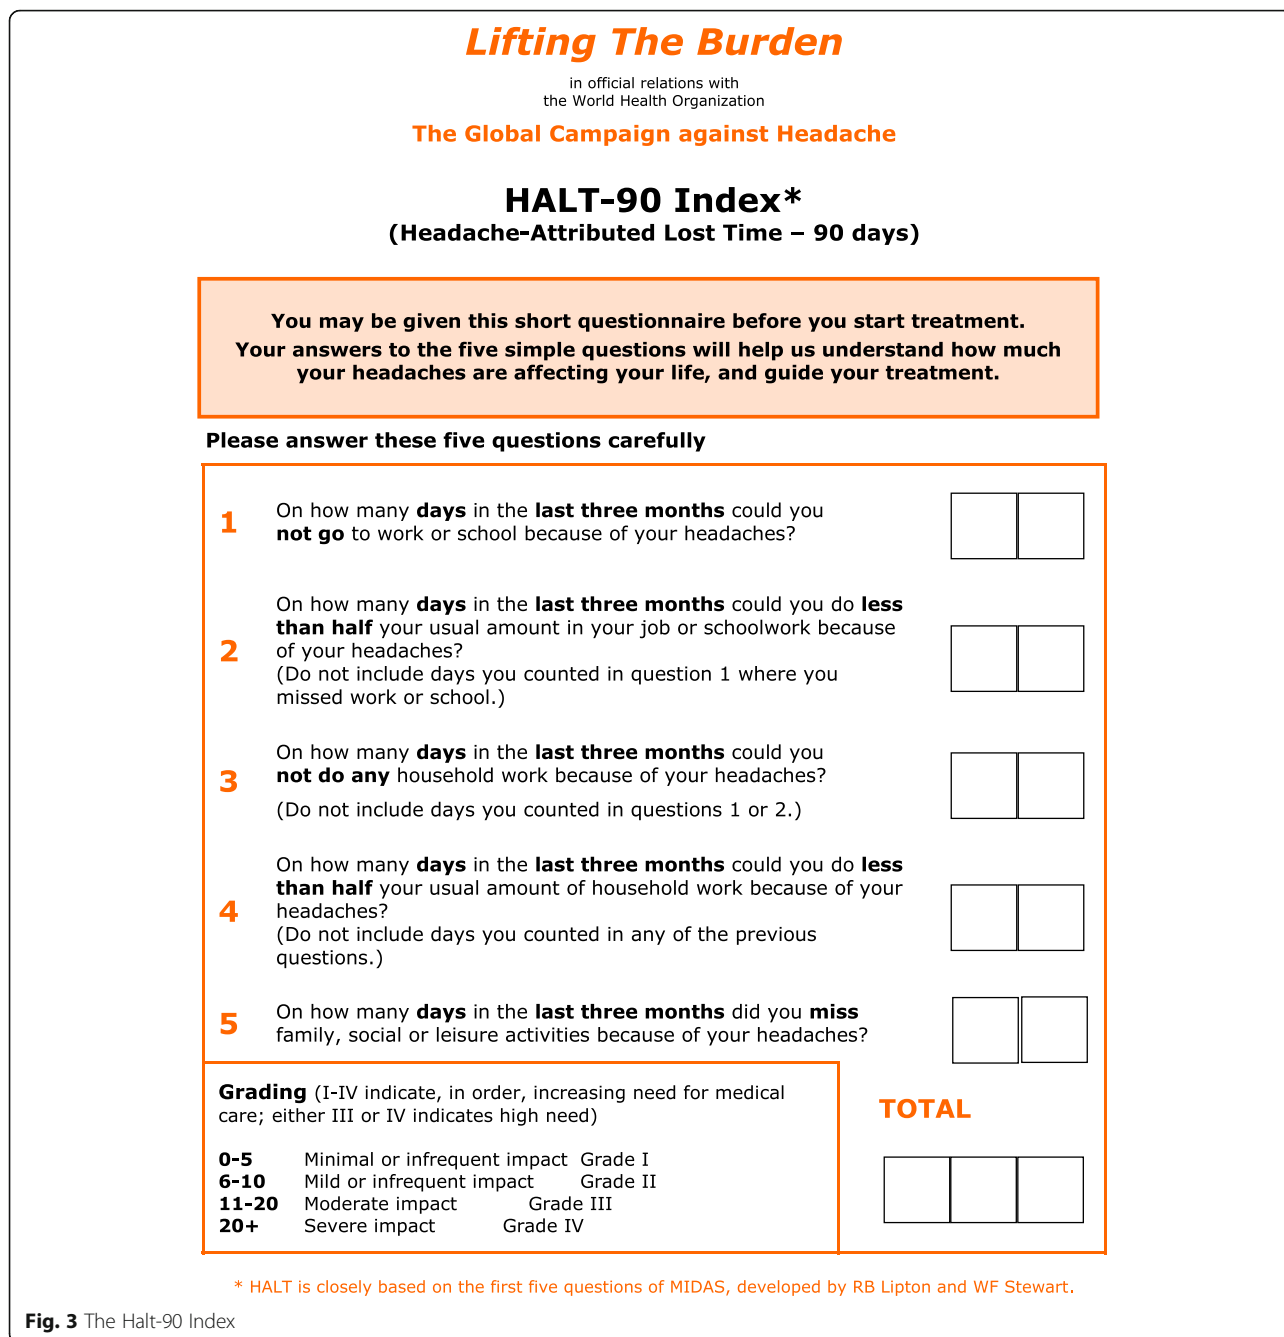 Lifting The Burden
in official relations with
the World Health Organization
The Global Campaign against Headache
HALT-90 Index*
(Headache-Attributed Lost Time – 90 days)
You may be given this short questionnaire before you start treatment.
Your answers to the five simple questions will help us understand how much
your headaches are affecting your life, and guide your treatment.
Please answer these five questions carefully
1
On how many days in the last three months could you
not go to work or school because of your headaches?
2
On how many days in the last three months could you do less
than half your usual amount in your job or schoolwork because
of your headaches?
(Do not include days you counted in question 1 where you
missed work or school.)
3
On how many days in the last three months could you
not do any household work because of your headaches?
(Do not include days you counted in questions 1 or 2.)
4
On how many days in the last three months could you do less
than half your usual amount of household work because of your
headaches?
(Do not include days you counted in any of the previous
questions.)
5
On how many days in the last three months did you miss
family, social or leisure activities because of your headaches?
Grading (I-IV indicate, in order, increasing need for medical
care; either III or IV indicates high need)
0-5 Minimal or infrequent impact Grade I
6-10 Mild or infrequent impact Grade II
11-20 Moderate impact Grade III
20+ Severe impact Grade IV
TOTAL
* HALT is closely based on the first five questions of MIDAS, developed by RB Lipton and WF Stewart.
Fig. 3 The Halt-90 Index